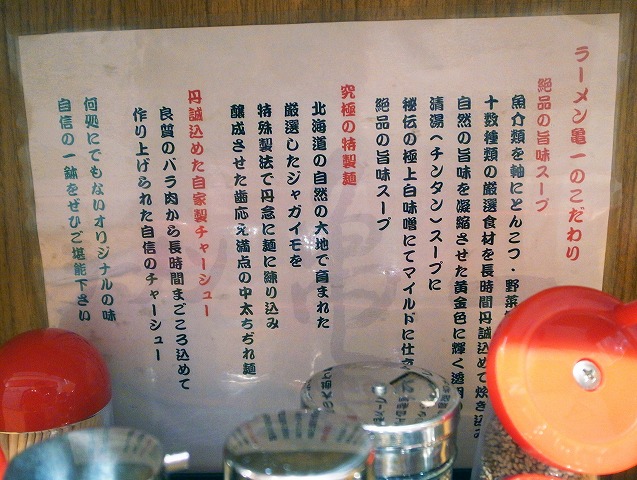 ラーメン亀一のこだわり
絶品の旨味スープ
魚介類を軸にとんこつ・野菜
十数種類の厳選食材を長時間丹誠込めて炊き込
自然の旨味を凝縮させた黄金色に輝く透明
清湯(チンタン)スープに
秘伝の極上白味噌にてマイルドに仕
絶品の旨味スープ
究極の特製麺
北海道の自然の大地で育まれた
厳選したジャガイモを
特殊製法で丹念に麺に練り込み
醸成させた歯応え満点の中太ちぢれ麺
丹誠込めた自家製チャーシュー
良質のバラ肉から長時間まごころ込めて
作り上げられた自信のチャーシュー
何処にでもないオリジナルの味
自信の一鉢をぜひご堪能下さい
亀